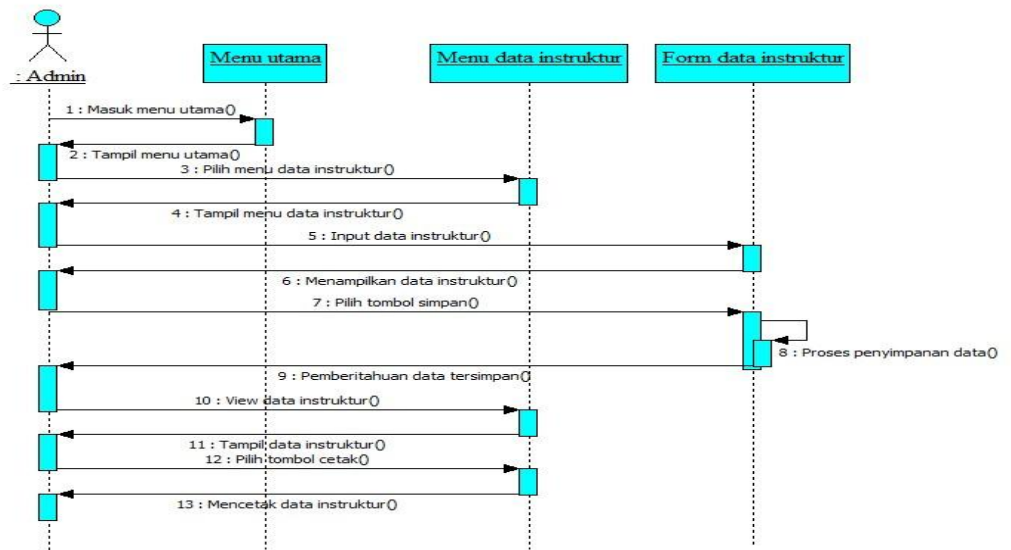 : Admin
Menu utama
Menu data instruktur
Form data instruktur
1 : Masuk menu utama()
2 : Tampil menu utama()
3 : Pilih menu data instruktur()
4 : Tampil menu data instruktur()
5 : Input data instruktur()
6 : Menampilkan data instruktur()
7 : Pilih tombol simpan()
8 : Proses penyimpanan data()
9 : Pemberitahuan data tersimpan()
10 : View data instruktur()
11 : Tampil data instruktur()
12 : Pilih tombol cetak()
13 : Mencetak data instruktur()